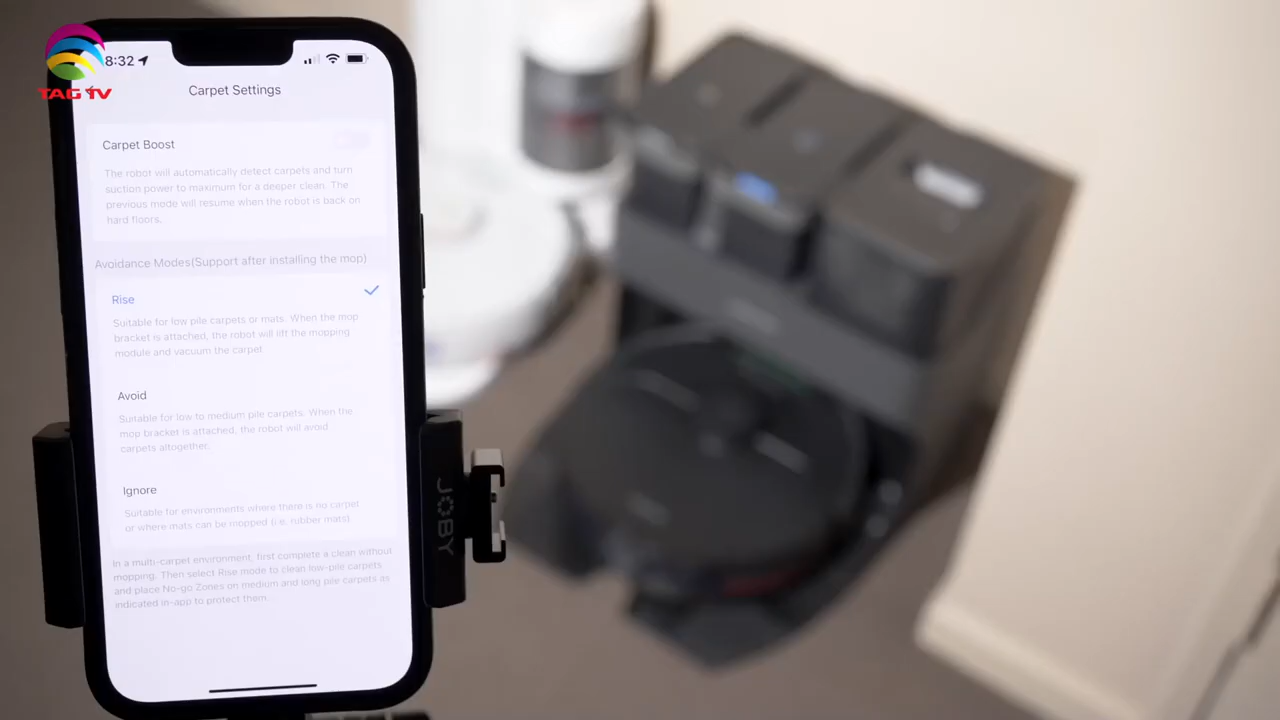 TAG TV
8:32
Carpet Settings
Carpet Boost
The robot will automatically detect carpets and turn
suction power to maximum for a deeper clean. The
previous mode will resume when the robot is back on
hard floors.
Avoidance Modes(Support after installing the mop)
Rise
Suitable for low pile carpets or mats. When the mop
bracket is attached, the robot will lift the mopping
module and vacuum the carpet.
Avoid
Suitable for low to medium pile carpets. When the
mop bracket is attached, the robot will avoid
carpets altogether.
Ignore
Suitable for environments where there is no carpet
or where mats can be mopped (i.e. rubber mats)
In a multi-carpet environment, first complete a clean without
mopping. Then select Rise mode to clean low-pile carpets
and place No-go Zones on medium and long pile carpets as
indicated in-app to protect them.
JOBY